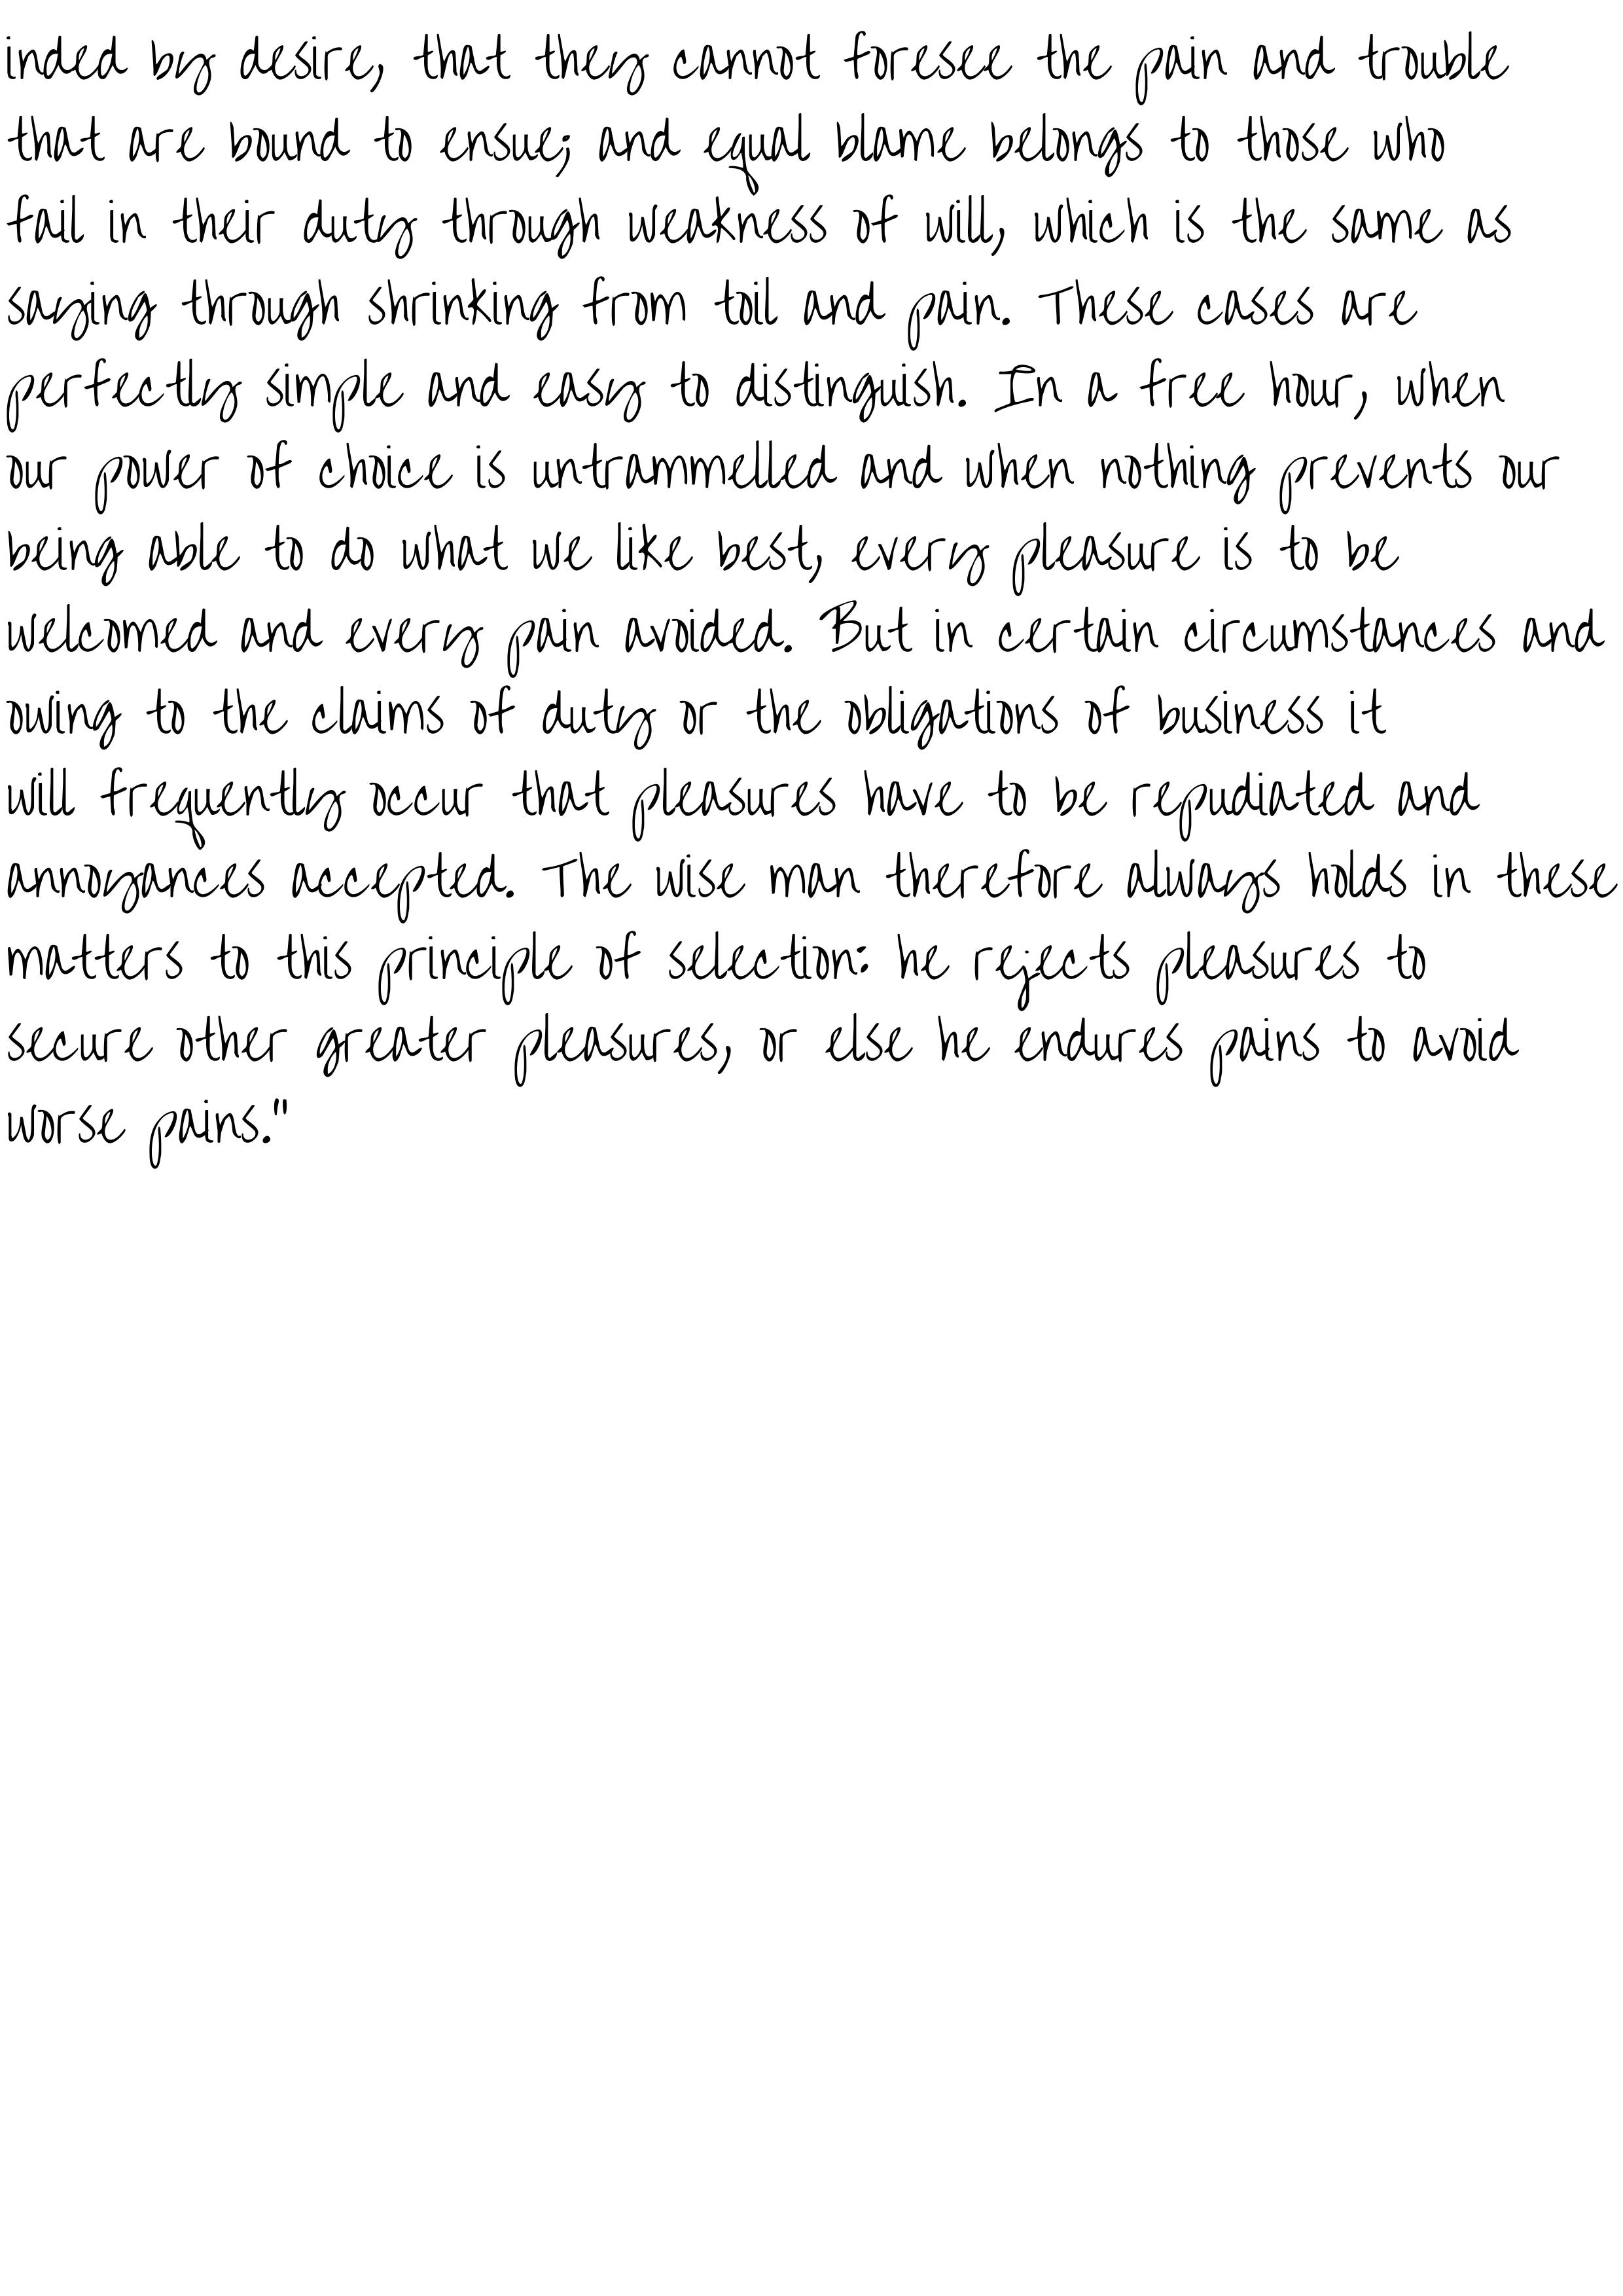 inded by desire, that they cannot foresee the pain and trouble
that are bound to ensue; and equal blame belongs to those who
fail in their duty through weakness of will, which is the same as
saying through shrinking from toil and pain. These cases are
perfectly simple and easy to distinguish. In a free hour, when
our power of choice is untrammelled and when nothing prevents our
being able to do what we like best, every pleasure is to be
welcomed and every pain avoided. But in certain circumstances and
owing to the claims of duty or the obligations of business it
will frequently occur that pleasures have to be repudiated and
annoyances accepted. The wise man therefore always holds in these
matters to this principle of selection: he rejects pleasures to
secure other greater pleasures, or else he endures pains to avoid
worse pains."